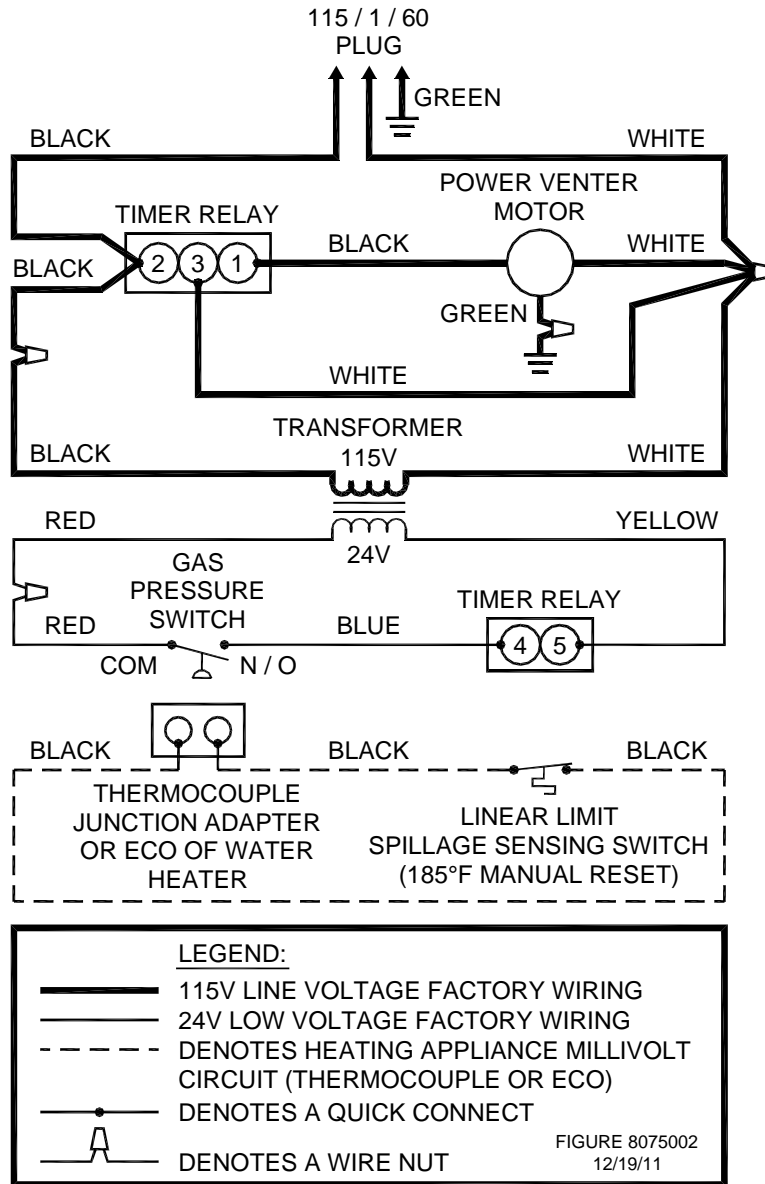 115 / 1 / 60
PLUG
GREEN
BLACK
WHITE
POWER VENTER
MOTOR
TIMER RELAY
BLACK
WHITE
2 3 1
BLACK
GREEN
WHITE
TRANSFORMER
BLACK
115V
WHITE
RED
YELLOW
24V
GAS
PRESSURE
SWITCH
TIMER RELAY
RED
BLUE
4 5
COM
N / O
BLACK
BLACK
BLACK
THERMOCOUPLE
JUNCTION ADAPTER
OR ECO OF WATER
HEATER
LINEAR LIMIT
SPILLAGE SENSING SWITCH
(185°F MANUAL RESET)
LEGEND:
115V LINE VOLTAGE FACTORY WIRING
24V LOW VOLTAGE FACTORY WIRING
DENOTES HEATING APPLIANCE MILLIVOLT
CIRCUIT (THERMOCOUPLE OR ECO)
DENOTES A QUICK CONNECT
DENOTES A WIRE NUT
FIGURE 8075002
12/19/11